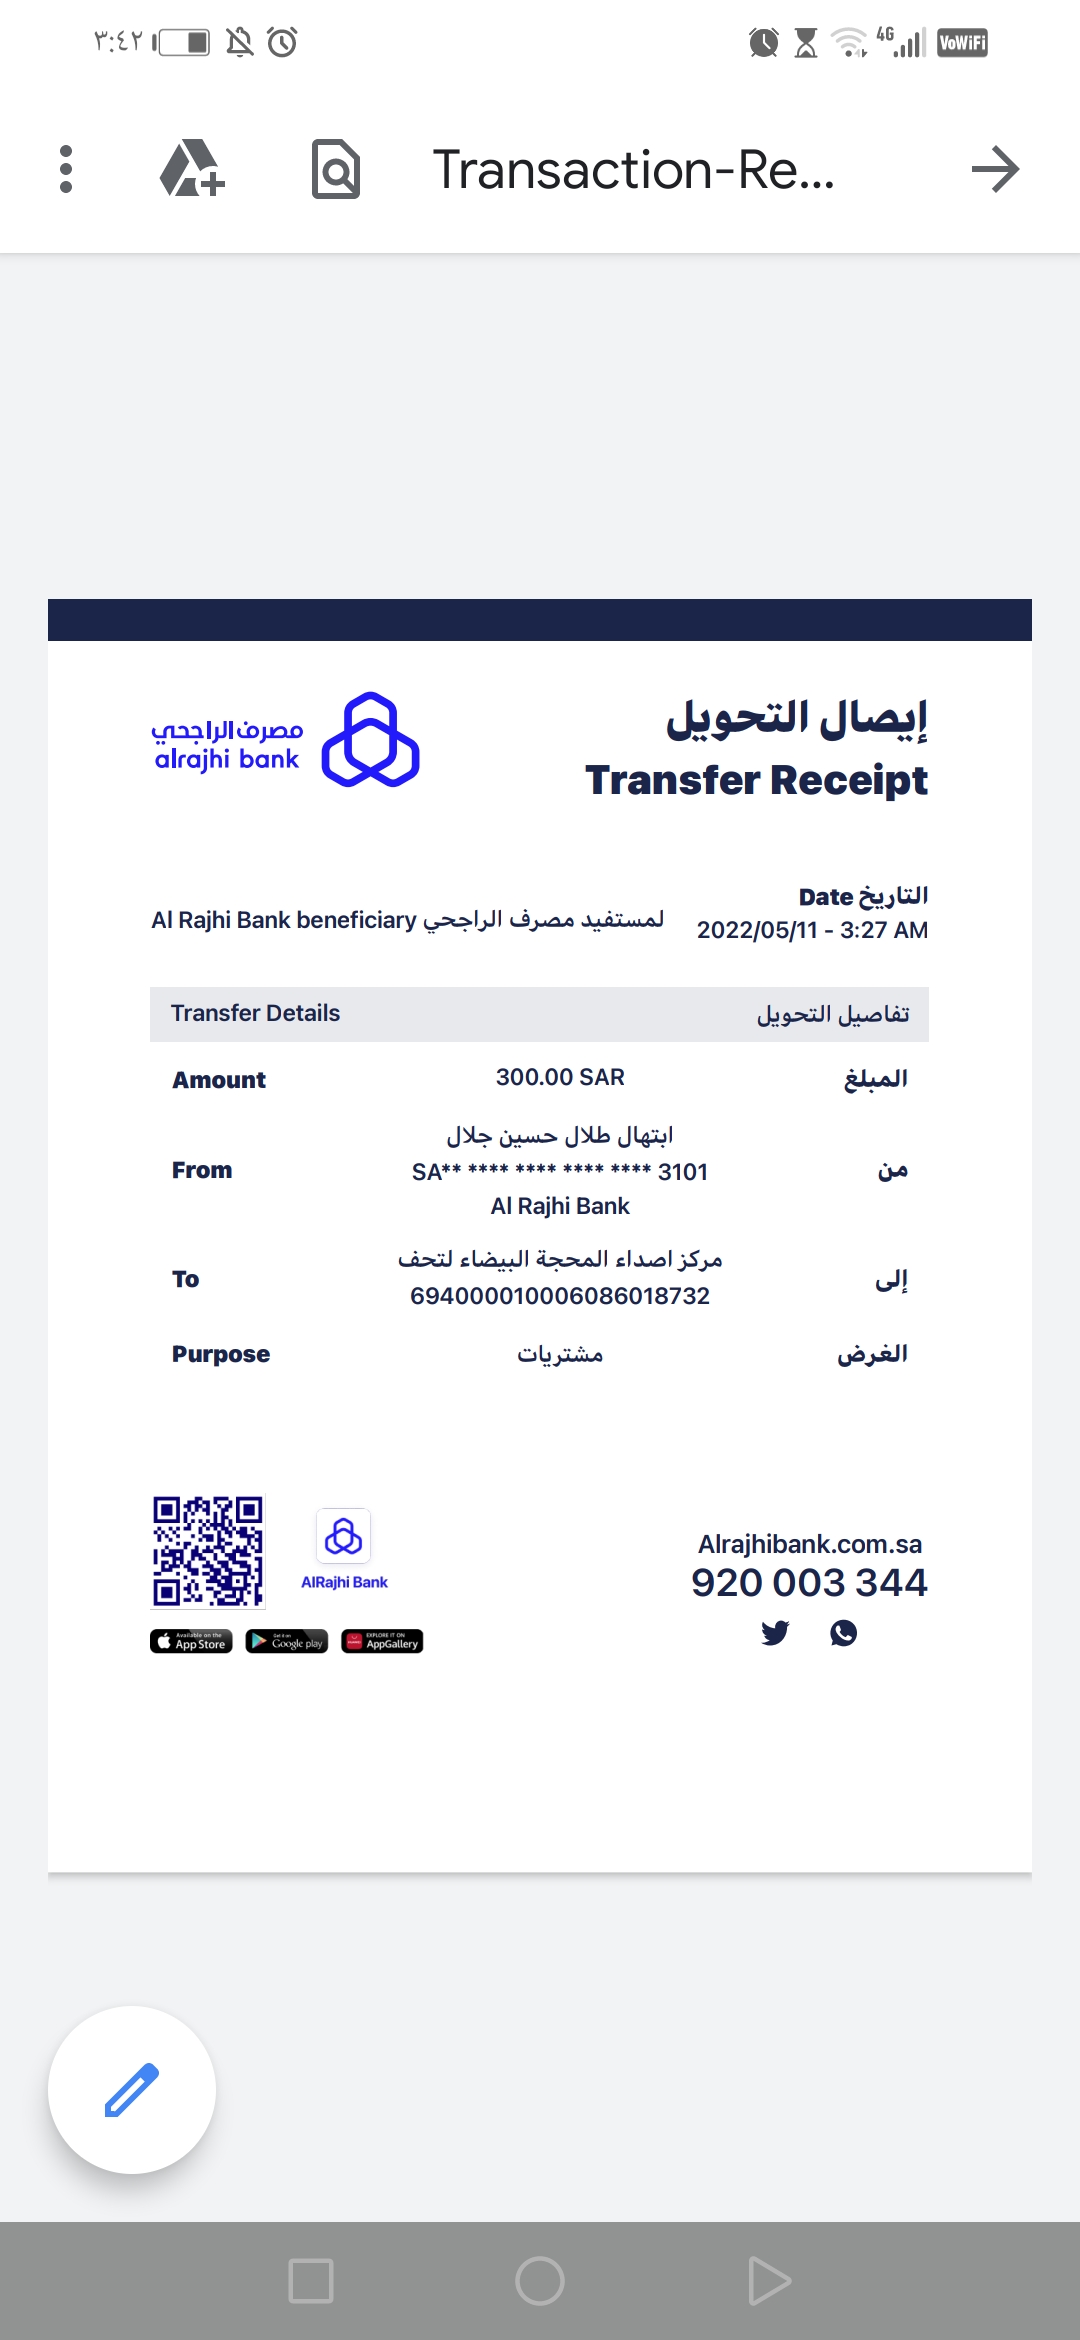 ٣:٤٢
4G
VoWiFi
Transaction-Re...
مصرف الراجحي
alrajhi bank
إيصال التحويل
Transfer Receipt
التاريخ Date
2022/05/11 - 3:27 AM
Al Rajhi Bank beneficiary لمستفيد مصرف الراجحي
Transfer Details تفاصيل التحويل
Amount 300.00 SAR المبلغ
ابتهال طلال حسين جلال
From SA** **** **** **** **** 3101 من
Al Rajhi Bank
مركز اصداء المحجة البيضاء لتحف
To 694000010006086018732 إلى
Purpose مشتريات الغرض
AlRajhi Bank
Available on the
App Store
Get it on
Google play
EXPLORE IT ON
AppGallery
Alrajhibank.com.sa
920 003 344